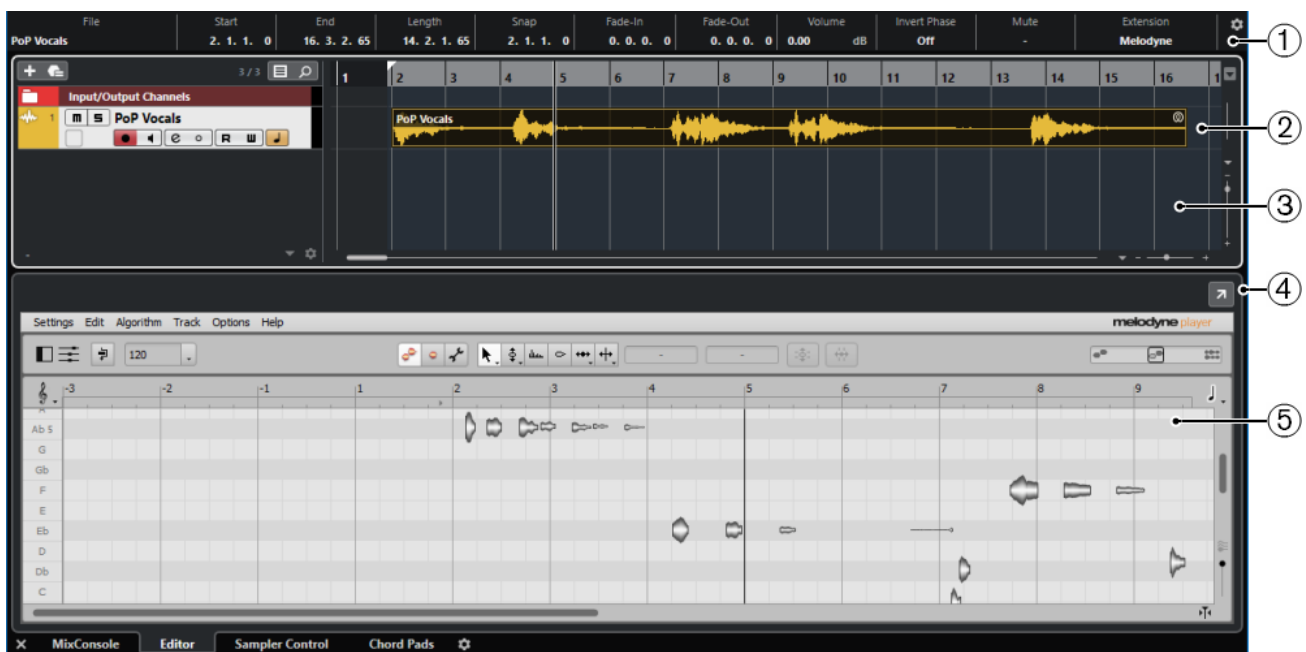 File Start End Length Snap Fade-In Fade-Out Volume Invert Phase Mute Extension
PoP Vocals 2. 1. 1. 0 16. 3. 2. 65 14. 2. 1. 65 2. 1. 1. 0 0. 0. 0. 0 0. 0. 0. 0 0.00 dB Off - Melodyne
1
3/3 1 2 3 4 5 6 7 8 9 10 11 12 13 14 15 16 1
Input/Output Channels
1 m S PoP Vocals
e R W
PoP Vocals
2
3
4
Settings Edit Algorithm Track Options Help melodyne player
120 - -
-3 -2 -1 1 2 3 4 5 6 7 8 9
A
Ab 5
5
G
Gb
F
E
Eb
D
Db
C
MixConsole Editor Sampler Control Chord Pads